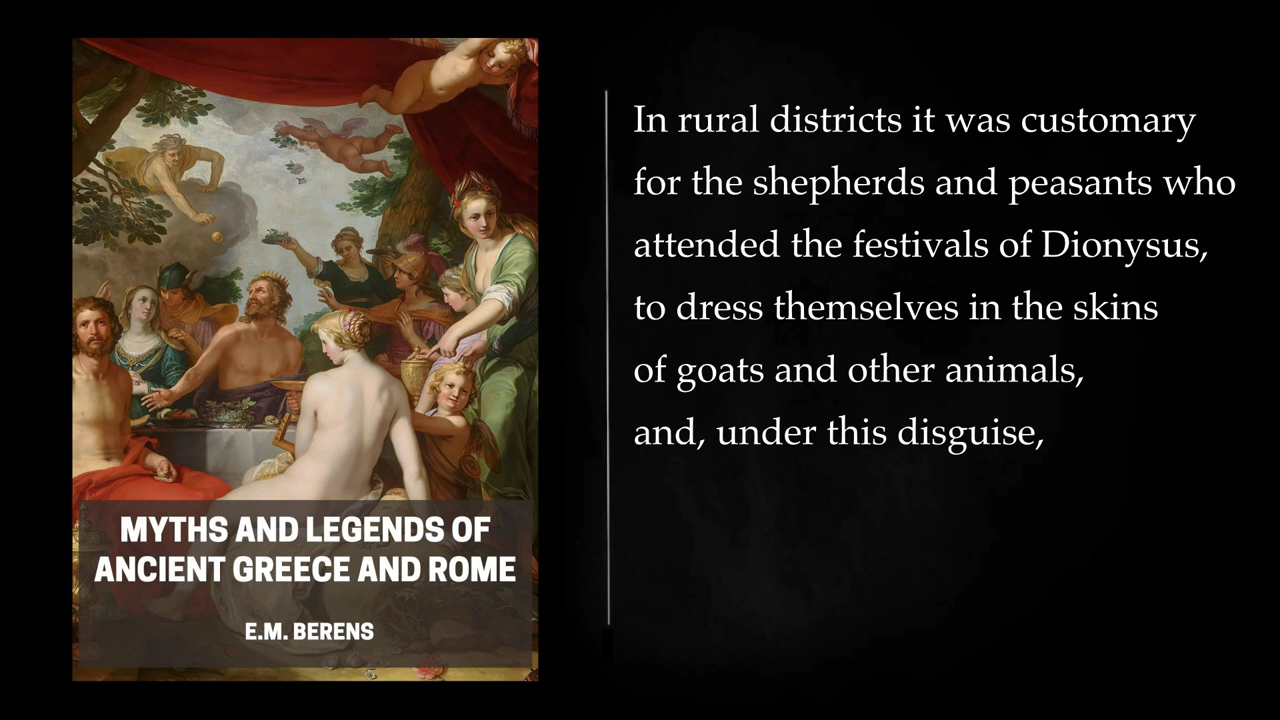 MYTHS AND LEGENDS OF
ANCIENT GREECE AND ROME
E.M. BERENS
In rural districts it was customary
for the shepherds and peasants who
attended the festivals of Dionysus,
to dress themselves in the skins
of goats and other animals,
and, under this disguise,